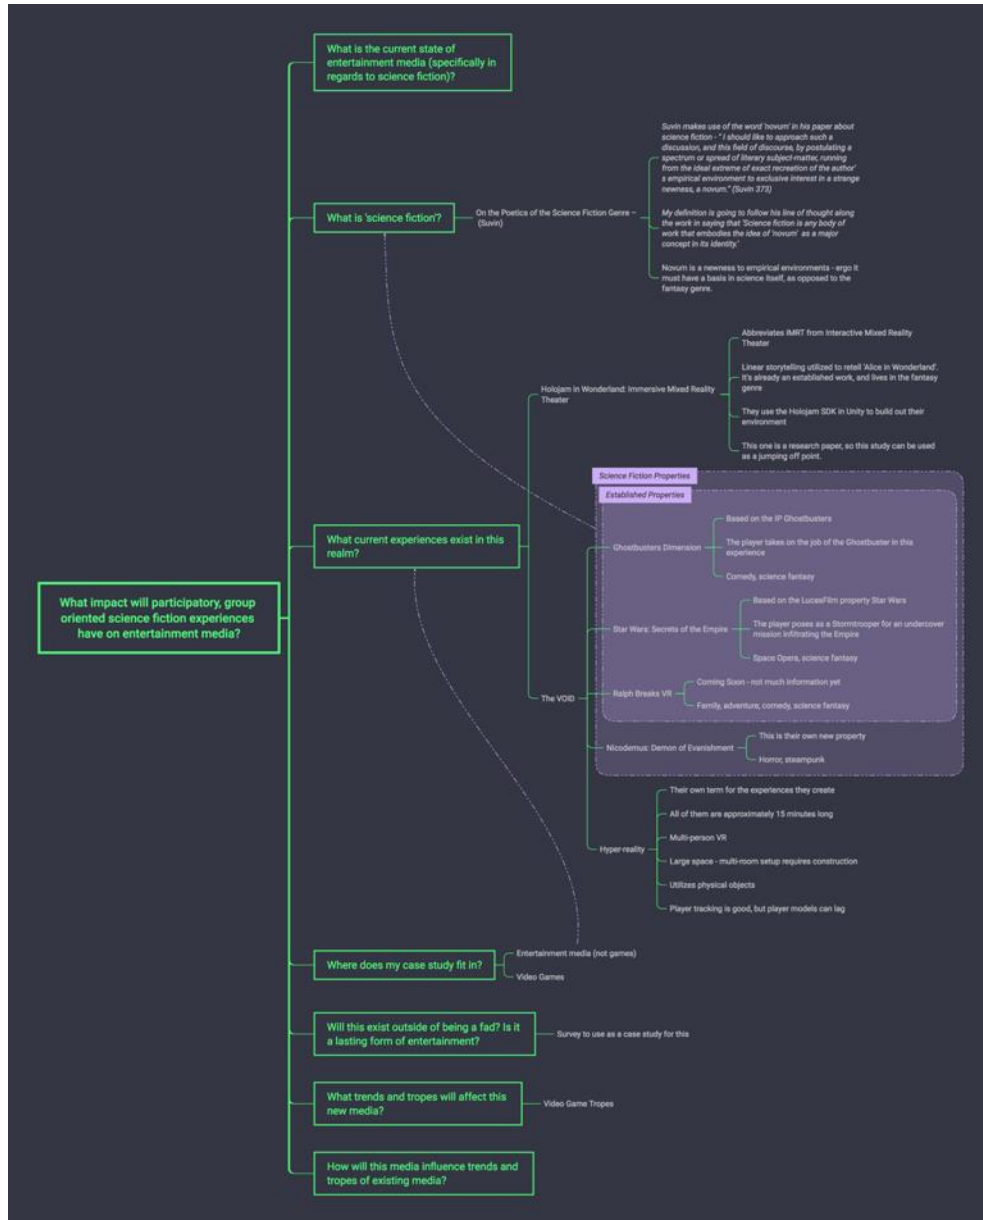 What is the current state of
entertainment media (specifically in
regards to science fiction)?
Suvin makes use of the word 'novum' in his paper about
science fiction - " I should like to approach such a
discussion, and this field of discourse, by postulating a
spectrum or spread of literary subject-matter, running
from the ideal extreme of exact recreation of the author'
s empirical environment to exclusive interest in a strange
newness, a novum." (Suvin 373)
What is 'science fiction'?
On the Poetics of the Science Fiction Genre –
(Suvin)
My definition is going to follow his line of thought along
the work in saying that 'Science fiction is any body of
work that embodies the idea of 'novum' as a major
concept in its identity.'
Novum is a newness to empirical environments - ergo it
must have a basis in science itself, as opposed to the
fantasy genre.
What current experiences exist in this
realm?
Holojam in Wonderland: Immersive Mixed Reality
Theater
Abbreviates IMRT from Interactive Mixed Reality
Theater
Linear storytelling utilized to retell 'Alice in Wonderland'.
It's already an established work, and lives in the fantasy
genre
They use the Holojam SDK in Unity to build out their
environment
This one is a research paper, so this study can be used
as a jumping off point.
The VOID
Science Fiction Properties
Established Properties
Ghostbusters Dimension
Based on the IP Ghostbusters
The player takes on the job of the Ghostbuster in this
experience
Comedy, science fantasy
Star Wars: Secrets of the Empire
Based on the LucasFilm property Star Wars
The player poses as a Stormtrooper for an undercover
mission infiltrating the Empire
Space Opera, science fantasy
Ralph Breaks VR
Coming Soon - not much information yet
Family, adventure, comedy, science fantasy
Nicodemus: Demon of Evanishment
This is their own new property
Horror, steampunk
Hyper-reality
Their own term for the experiences they create
All of them are approximately 15 minutes long
Multi-person VR
Large space - multi-room setup requires construction
Utilizes physical objects
Player tracking is good, but player models can lag
What impact will participatory, group
oriented science fiction experiences
have on entertainment media?
Where does my case study fit in?
Entertainment media (not games)
Video Games
Will this exist outside of being a fad? Is it
a lasting form of entertainment?
Survey to use as a case study for this
What trends and tropes will affect this
new media?
Video Game Tropes
How will this media influence trends and
tropes of existing media?